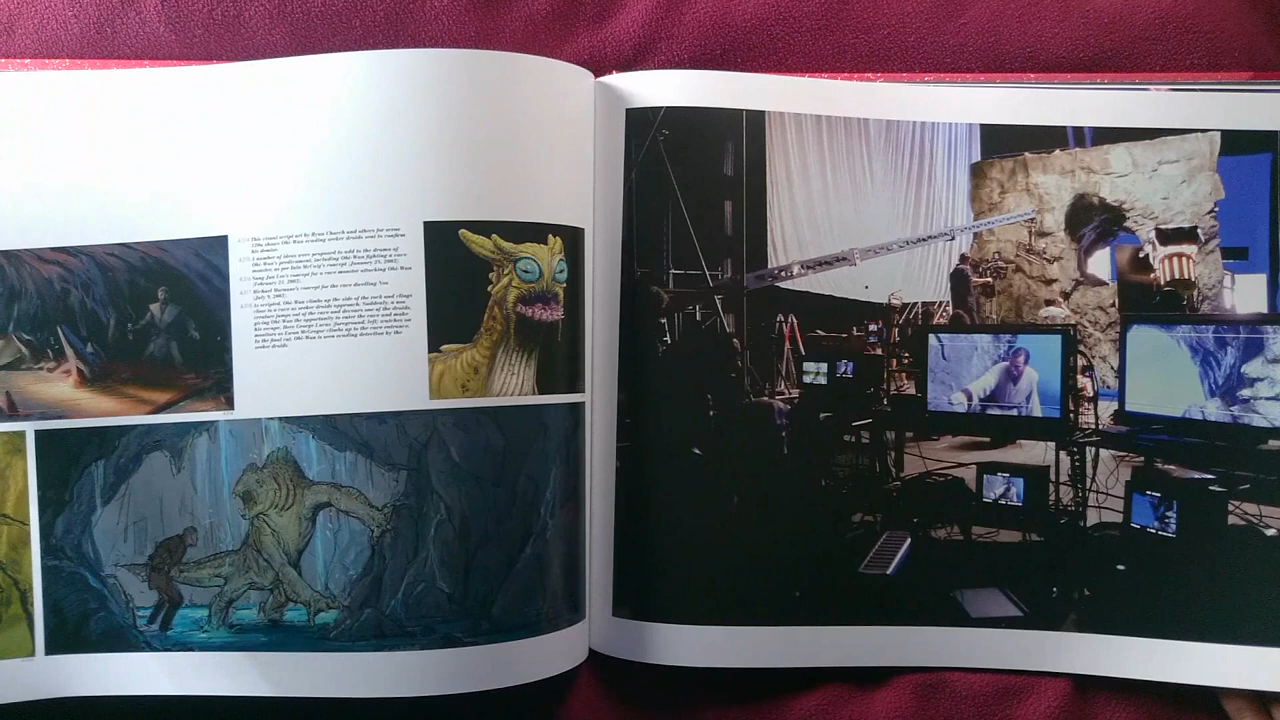 This visual script art by Ryan Church and others for scene
shows Obi-Wan evading seeker droids sent to confirm
his demise.
A number of ideas were proposed to add to the drama of
Obi-Wan's predicament, including Obi-Wan fighting a cave
monster, as per Iain McCaig's concept (January 25, 2003).
Sang Jun Lee's concept for a cave monster attacking Obi-Wan
(February 21, 2003).
Michael Murnane's concept for the cave dwelling Nos
(July 9, 2003).
As scripted, Obi-Wan climbs up the side of the rock and clings
close to a cave as seeker droids approach. Suddenly, a nos
creature jumps out of the cave and devours one of the droids,
giving Obi-Wan the opportunity to enter the cave and make
his escape. Here George Lucas (foreground, left) watches on
monitors as Ewan McGregor climbs up to the cave entrance.
In the final cut, Obi-Wan is seen evading detection by the
seeker droids.